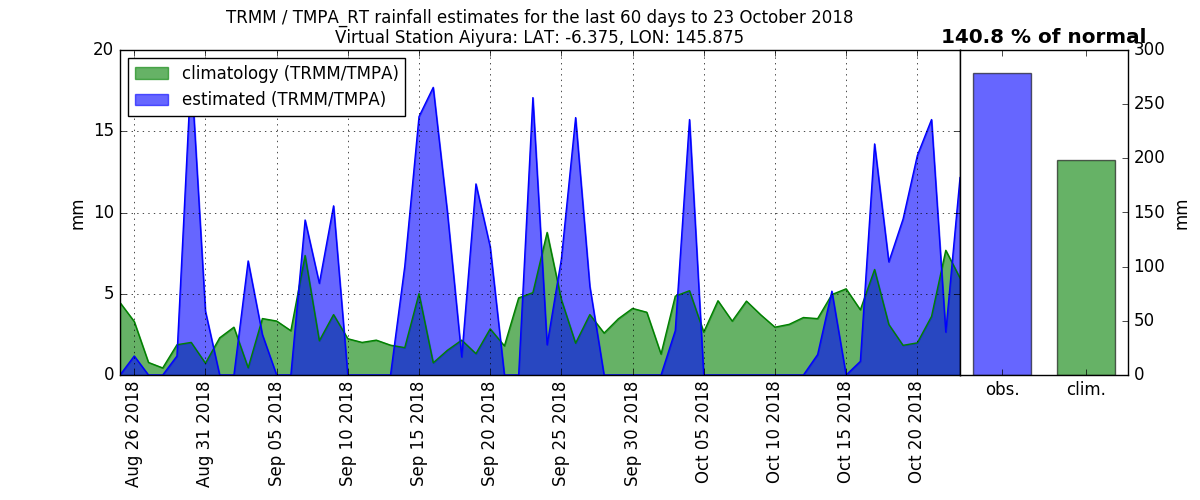 TRMM / TMPA_RT rainfall estimates for the last 60 days to 23 October 2018
Virtual Station Aiyura: LAT: -6.375, LON: 145.875
140.8 % of normal
climatology (TRMM/TMPA)
estimated (TRMM/TMPA)
20
15
10
5
0
mm
Aug 26 2018
Aug 31 2018
Sep 05 2018
Sep 10 2018
Sep 15 2018
Sep 20 2018
Sep 25 2018
Sep 30 2018
Oct 05 2018
Oct 10 2018
Oct 15 2018
Oct 20 2018
300
250
200
150
100
50
0
mm
obs.
clim.